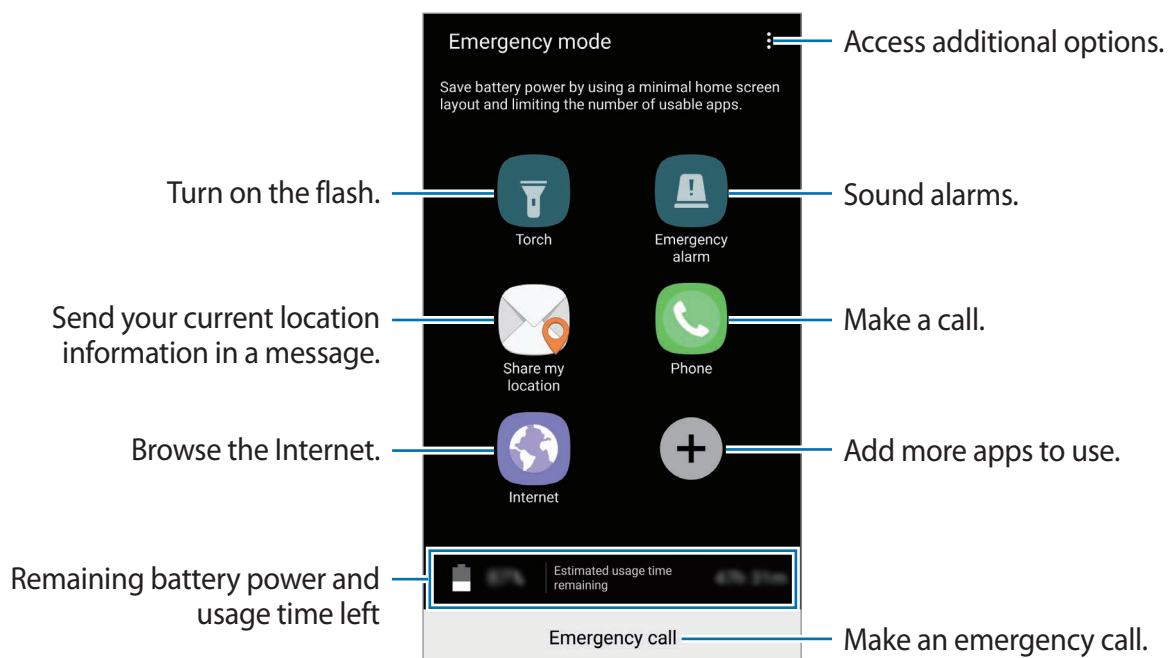 Emergency mode
Access additional options.
Save battery power by using a minimal home screen
layout and limiting the number of usable apps.
Turn on the flash.
Sound alarms.
Torch
Emergency
alarm
Send your current location
information in a message.
Make a call.
Share my
location
Phone
Browse the Internet.
Add more apps to use.
Internet
Remaining battery power and
usage time left
Estimated usage time
remaining
Emergency call
Make an emergency call.